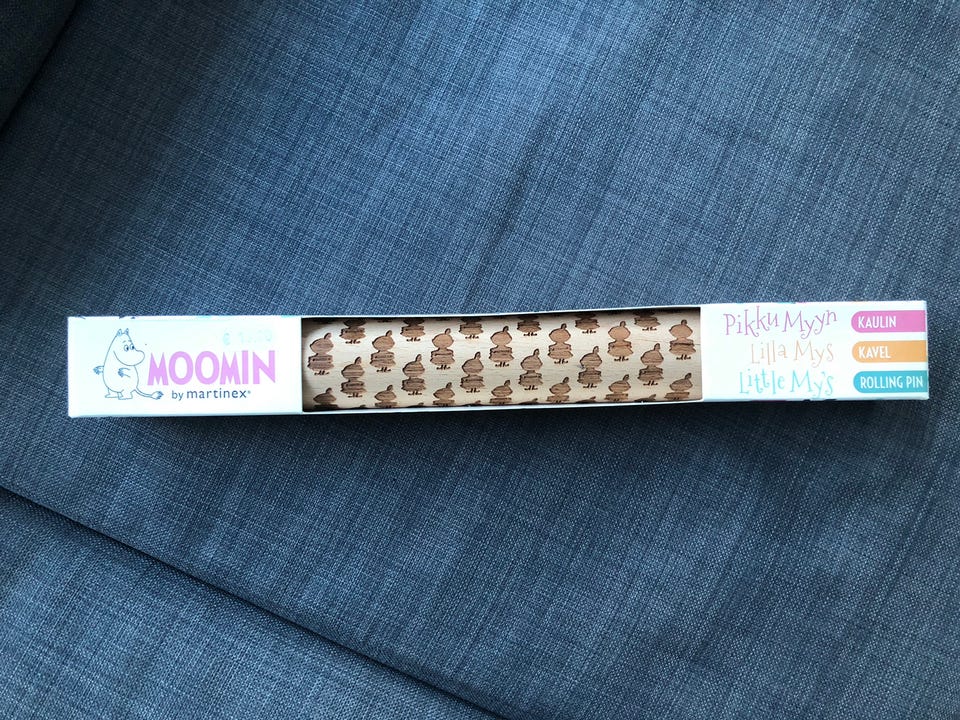 MOOMIN
by martinex®
Pikku Myyn KAULIN
Lilla Mys KAVEL
Little My's ROLLING PIN